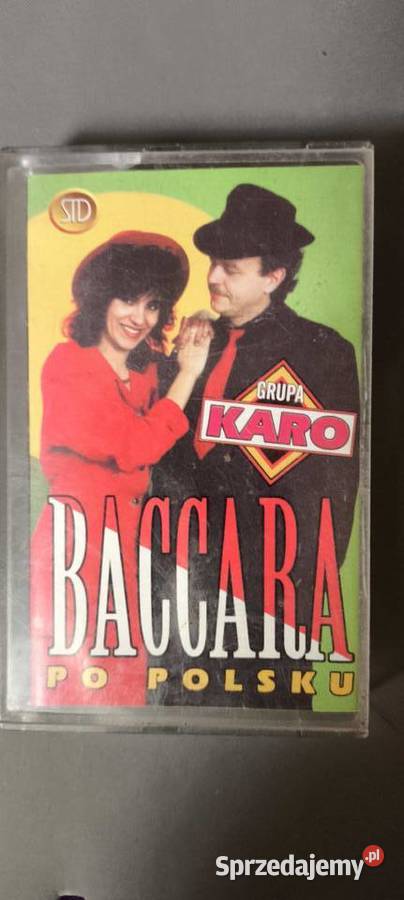 STD
GRUPA
KARO
BACCARA
PO POLSKU
Sprzedajemy.pl